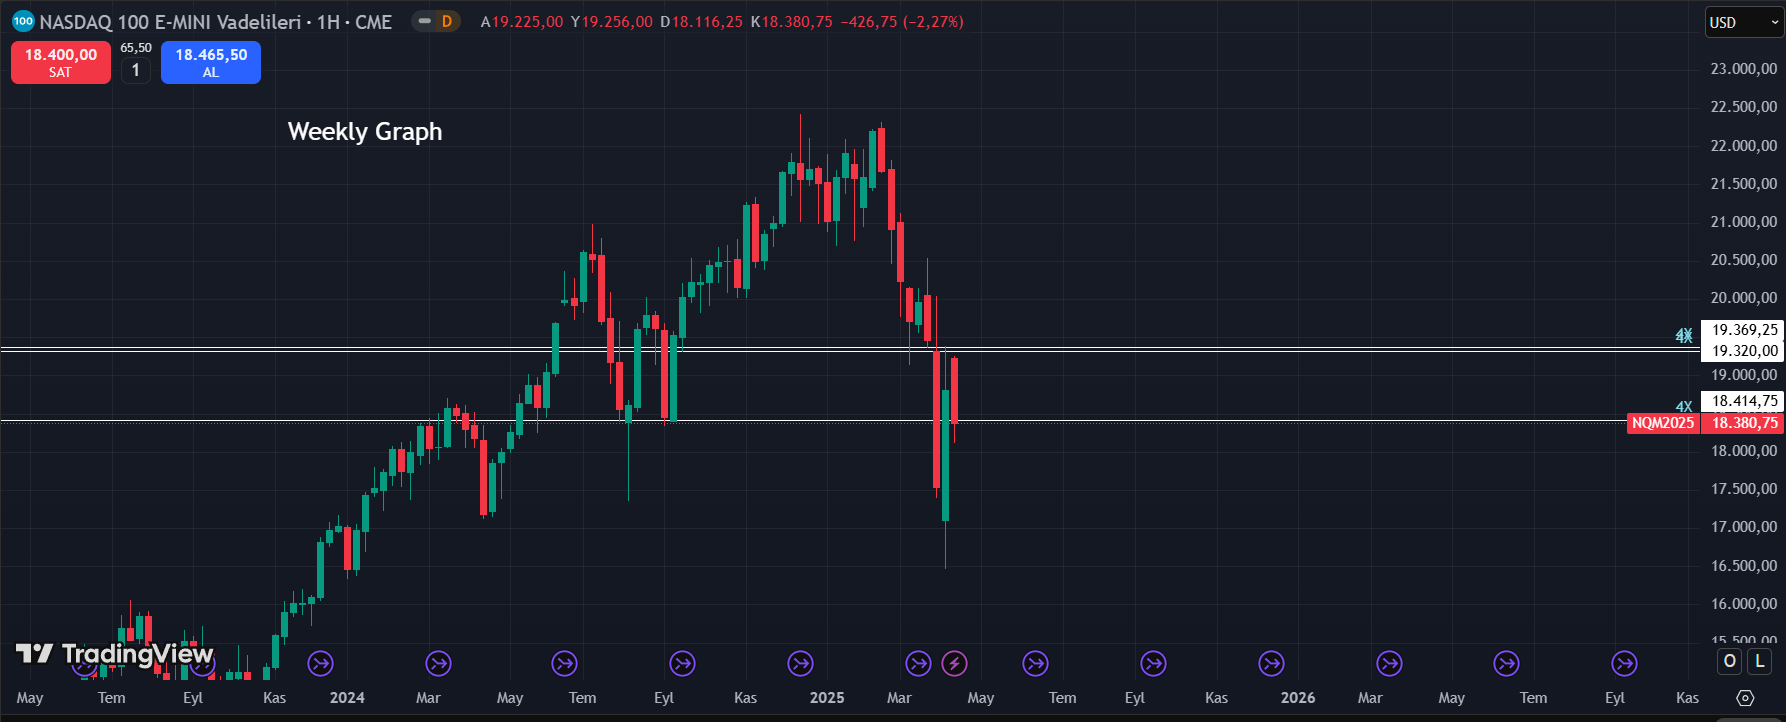 100 NASDAQ 100 E-MINI Vadelileri · 1H · CME D A19.225,00 Y19.256,00 D18.116,25 K18.380,75 −426,75 (−2,27%)
USD
18.400,00 SAT
65,50
1
18.465,50 AL
Weekly Graph
23.000,00
22.500,00
22.000,00
21.500,00
21.000,00
20.500,00
20.000,00
4X
4X
19.369,25
19.320,00
19.000,00
4X
18.414,75
NQM2025 18.380,75
18.000,00
17.500,00
17.000,00
16.500,00
16.000,00
15.500,00
TradingView
O L
May Tem Eyl Kas 2024 Mar May Tem Eyl Kas 2025 Mar May Tem Eyl Kas 2026 Mar May Tem Eyl Kas